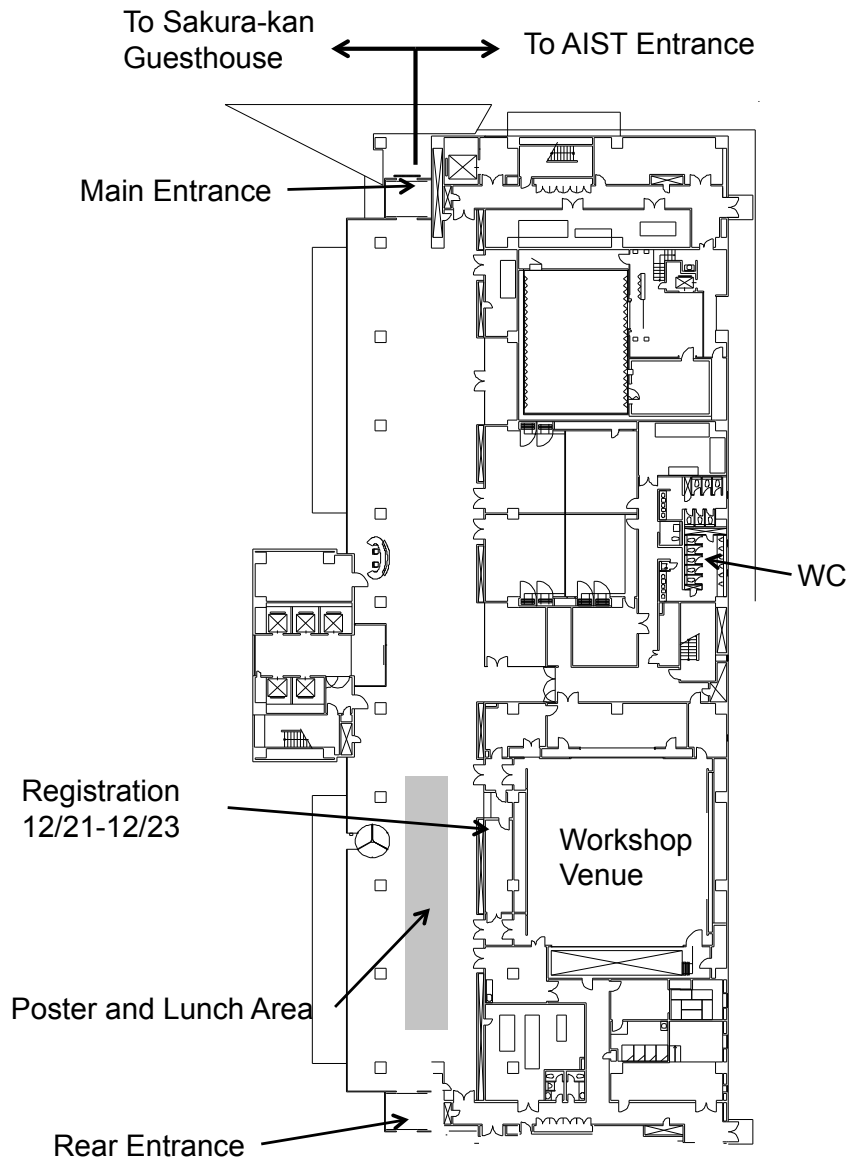 To Sakura-kan
Guesthouse
To AIST Entrance
Main Entrance
WC
Registration
12/21-12/23
Workshop
Venue
Poster and Lunch Area
Rear Entrance